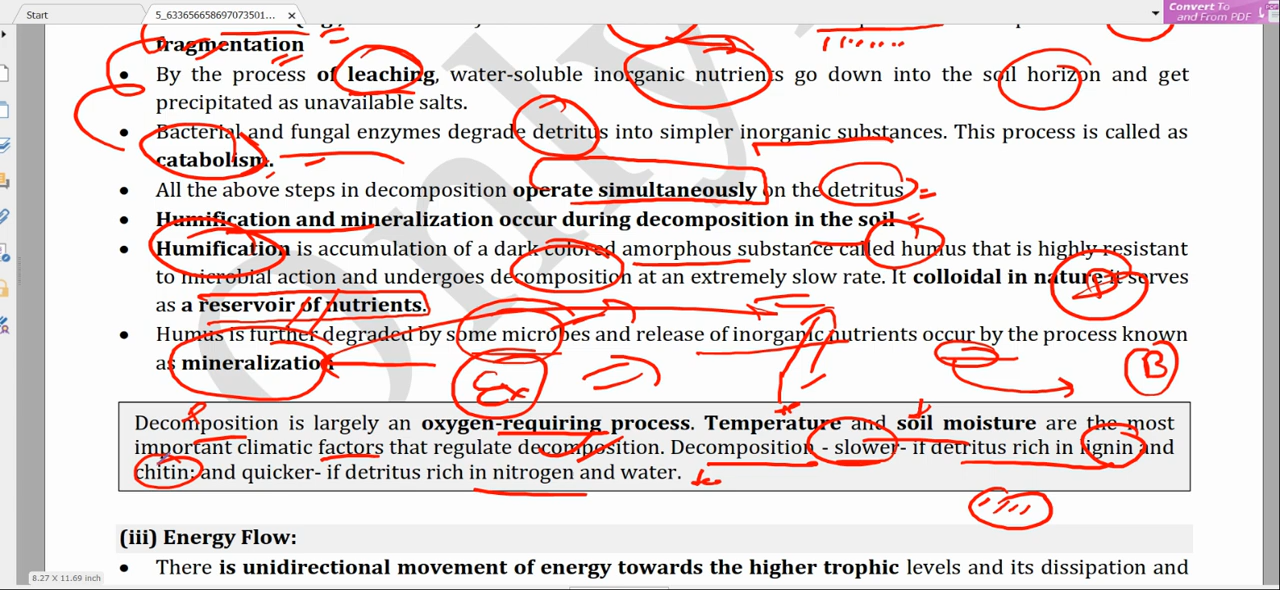 Start
5_633656658697073501...
Convert To
and From PDF
fragmentation
• By the process of leaching, water-soluble inorganic nutrients go down into the soil horizon and get
precipitated as unavailable salts.
• Bacterial and fungal enzymes degrade detritus into simpler inorganic substances. This process is called as
catabolism.
• All the above steps in decomposition operate simultaneously on the detritus
• Humification and mineralization occur during decomposition in the soil
• Humification is accumulation of a dark colored amorphous substance called humus that is highly resistant
to microbial action and undergoes decomposition at an extremely slow rate. It colloidal in nature it serves
as a reservoir of nutrients.
• Humus is further degraded by some microbes and release of inorganic nutrients occur by the process known
as mineralization
B
Ex
Decomposition is largely an oxygen-requiring process. Temperature and soil moisture are the most
important climatic factors that regulate decomposition. Decomposition - slower- if detritus rich in lignin and
chitin; and quicker- if detritus rich in nitrogen and water.
(iii) Energy Flow:
• There is unidirectional movement of energy towards the higher trophic levels and its dissipation and
8.27 X 11.69 inch